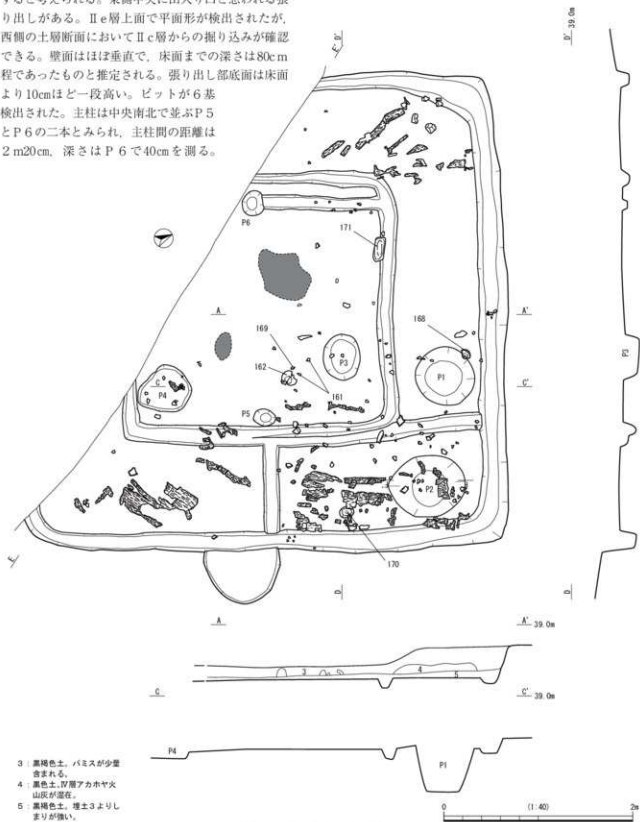 すると考えられる。東隅中央に出入り口と思われる張
り出しがある。Ⅱe層上面で平面形が検出されたが、
西側の土層断面においてⅡc層からの掘り込みが確認
できる。壁面はほぼ垂直で、床面までの深さは80cm
程であったものと推定される。張り出し部底面は床面
より10cmほど一段高い。ピットが6基
検出された。主柱は中央南北で並ぶP5
とP6の二本とみられ、主柱間の距離は
2m20cm、深さはP6で40cmを測る。
D'
39.0m
D'
F'
P6
171
A
A'
168
169
P3
162
P1
C
P4
161
C'
P2
P5
P2
170
F
D
D
A
A' 39.0m
3
4
5
C
C' 39.0m
P4
P1
3:黒褐色土。パミスが少量
含まれる。
4:黒色土。Ⅳ層アカホヤ火
山灰が混在。
5:黒褐色土。埋土3よりし
まりが強い。
0
(1:40)
2m